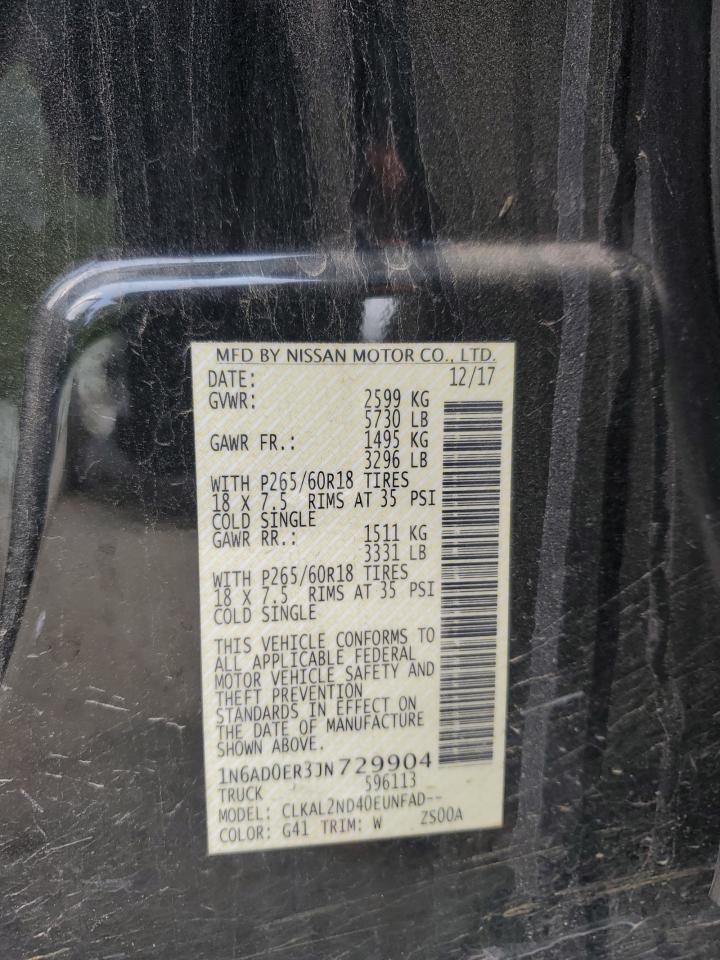 MFD BY NISSAN MOTOR CO., LTD.
DATE: 12/17
GVWR: 2599 KG
5730 LB
GAWR FR.: 1495 KG
3296 LB
WITH P265/60R18 TIRES
18 X 7.5 RIMS AT 35 PSI
COLD SINGLE
GAWR RR.: 1511 KG
3331 LB
WITH P265/60R18 TIRES
18 X 7.5 RIMS AT 35 PSI
COLD SINGLE
THIS VEHICLE CONFORMS TO
ALL APPLICABLE FEDERAL
MOTOR VEHICLE SAFETY AND
THEFT PREVENTION
STANDARDS IN EFFECT ON
THE DATE OF MANUFACTURE
SHOWN ABOVE.
1N6AD0ER3JN729904
TRUCK 596113
MODEL: CLKAL2ND40EUNFAD--
COLOR: G41 TRIM: W ZS00A